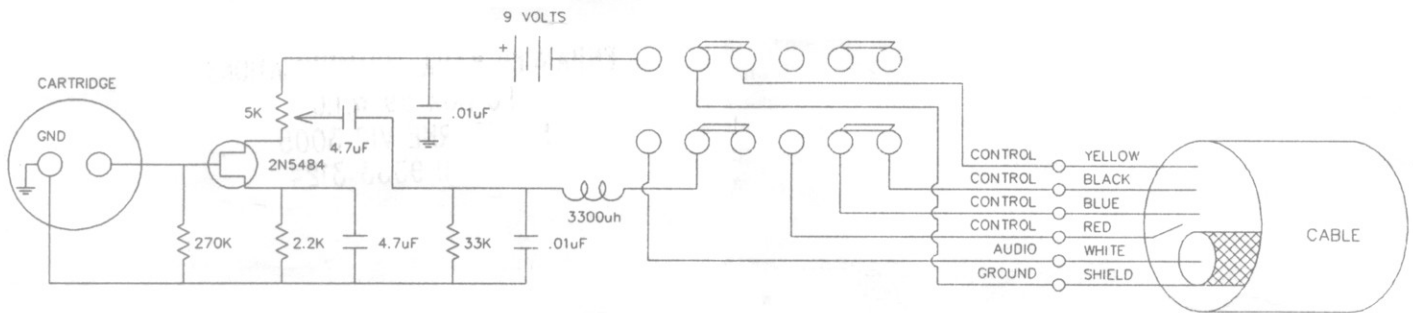 9 VOLTS
+
CARTRIDGE
GND
5K
.01uF
4.7uF
2N5484
270K
2.2K
4.7uF
33K
.01uF
3300uh
CONTROL YELLOW
CONTROL BLACK
CONTROL BLUE
CONTROL RED
AUDIO WHITE
GROUND SHIELD
CABLE